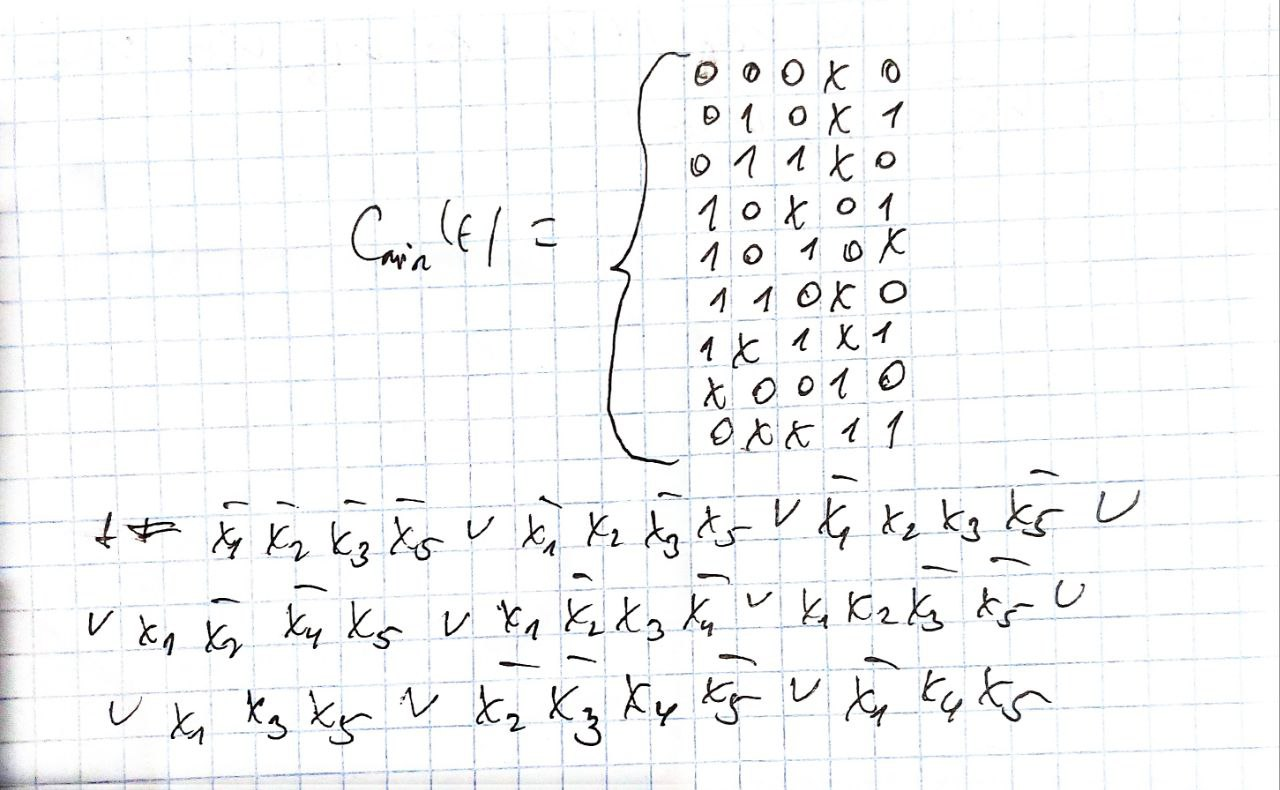 0 0 0 X 0
0 1 0 X 1
0 1 1 X 0
1 0 X 0 1
C_min(f) =
1 0 1 0 X
1 1 0 X 0
1 X 1 X 1
X 0 0 1 0
0 X X 1 1
f = x̄₁ x̄₂ x̄₃ x̄₅ ∨ x̄₁ x₂ x̄₃ x₅ ∨ x̄₁ x₂ x₃ x̄₅ ∨
∨ x₁ x̄₂ x̄₄ x₅ ∨ x₁ x̄₂ x₃ x̄₄ ∨ x₁ x₂ x̄₃ x̄₅ ∨
∨ x₁ x₃ x₅ ∨ x̄₂ x̄₃ x₄ x̄₅ ∨ x̄₁ x₄ x₅